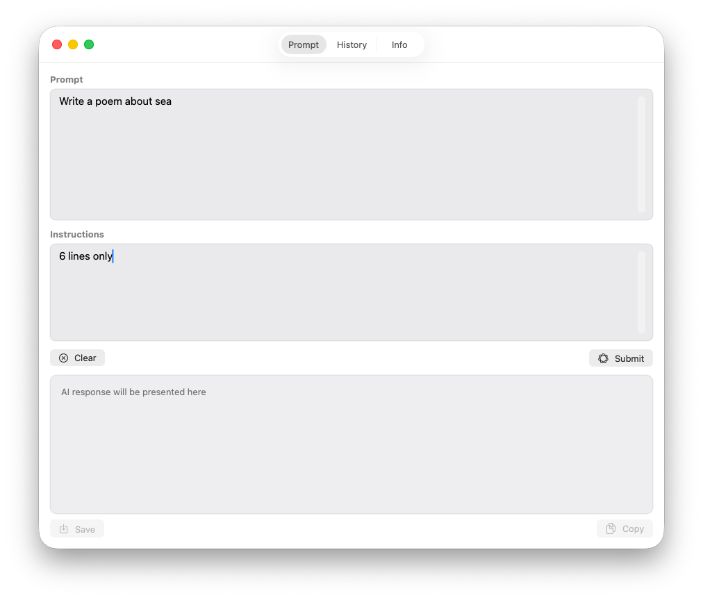 Prompt History Info
Prompt
Write a poem about sea
Instructions
6 lines only
Clear Submit
AI response will be presented here
Save Copy